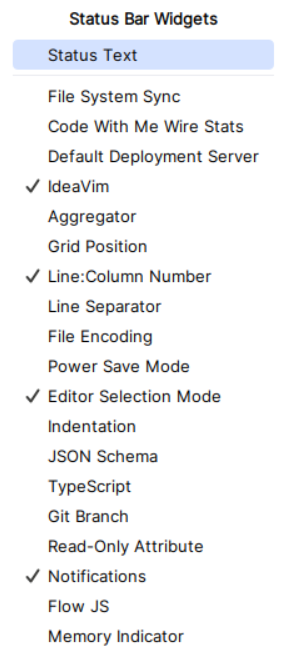 Status Bar Widgets
Status Text
File System Sync
Code With Me Wire Stats
Default Deployment Server
IdeaVim
Aggregator
Grid Position
Line:Column Number
Line Separator
File Encoding
Power Save Mode
Editor Selection Mode
Indentation
JSON Schema
TypeScript
Git Branch
Read-Only Attribute
Notifications
Flow JS
Memory Indicator